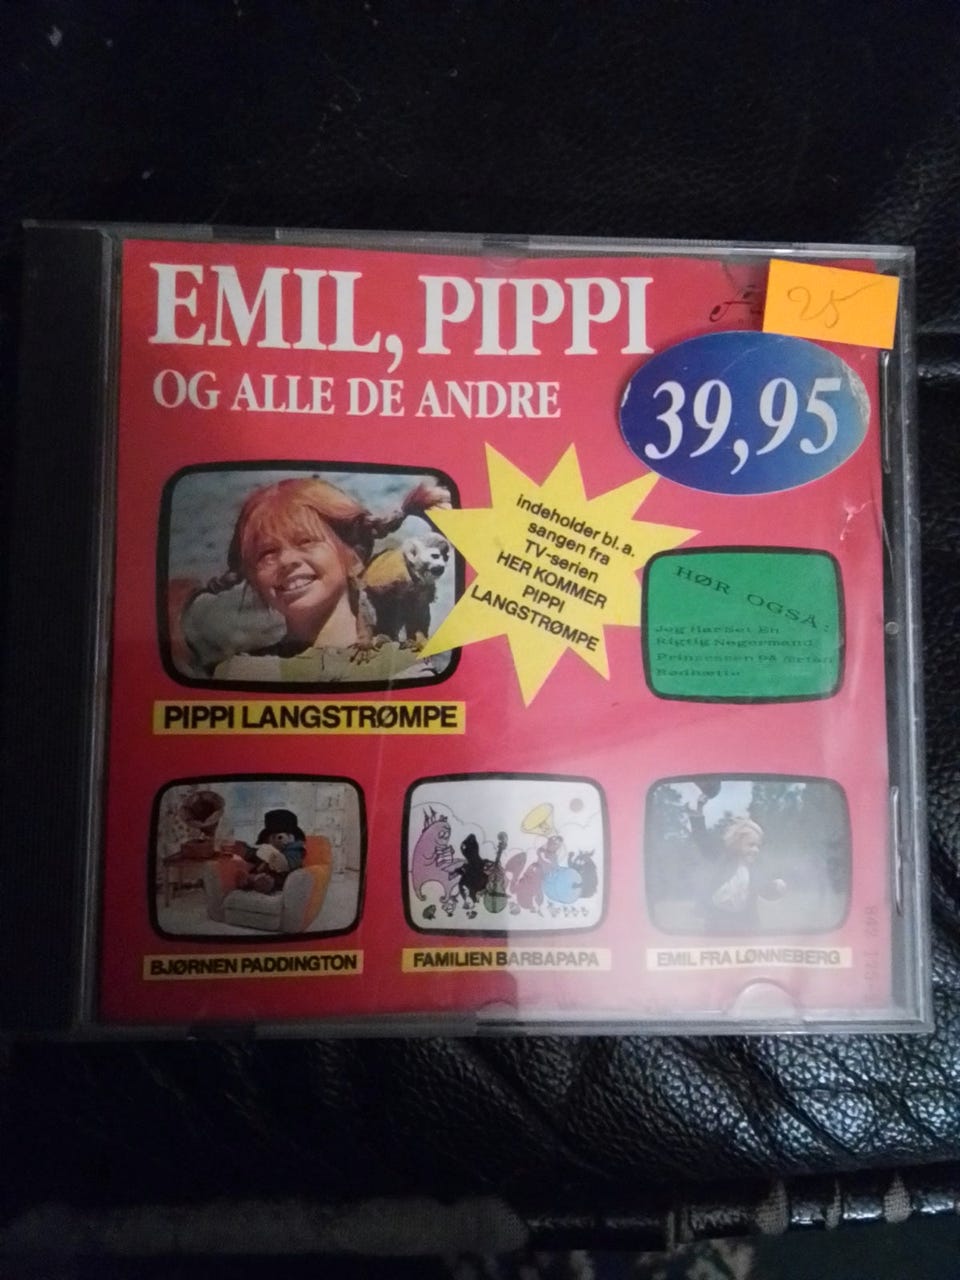 EMIL, PIPPI
OG ALLE DE ANDRE
25
39,95
indeholder bl. a.
sangen fra
TV-serien
HER KOMMER
PIPPI
LANGSTRØMPE
HØR OGSÅ:
Jeg Har Set En
Rigtig Negermand
Prinsessen på ærten
Rødhætte
PIPPI LANGSTRØMPE
BJØRNEN PADDINGTON
FAMILIEN BARBAPAPA
EMIL FRA LØNNEBERG
842